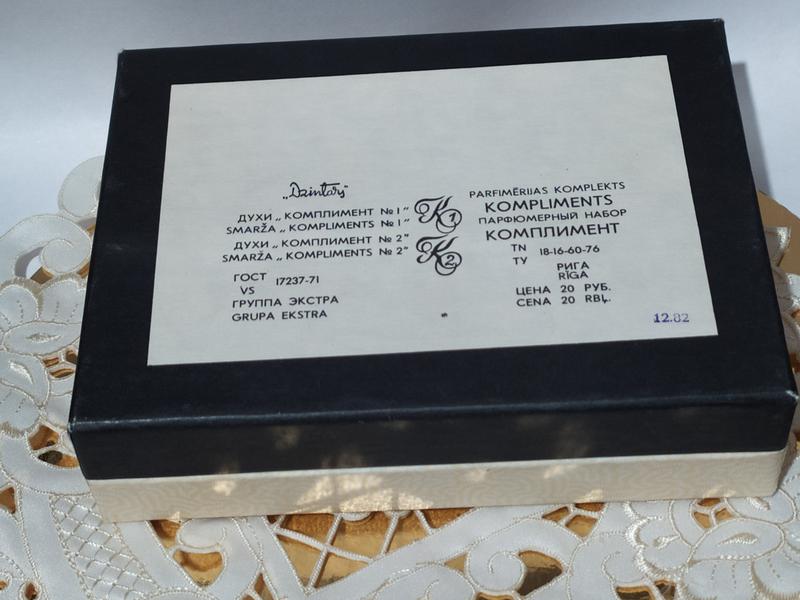 „Dzintars"
ДУХИ „КОМПЛИМЕНТ № 1"
SMARŽA „KOMPLIMENTS № 1"
K1
ДУХИ „КОМПЛИМЕНТ № 2"
SMARŽA „KOMPLIMENTS № 2"
K2
ГОСТ 17237-71
VS
ГРУППА ЭКСТРА
GRUPA EKSTRA
PARFIMĒRIJAS KOMPLEKTS
KOMPLIMENTS
ПАРФЮМЕРНЫЙ НАБОР
КОМПЛИМЕНТ
TN 18-16-60-76
ТУ
РИГА
RĪGA
ЦЕНА 20 РУБ.
CENA 20 RBĻ.
12.82